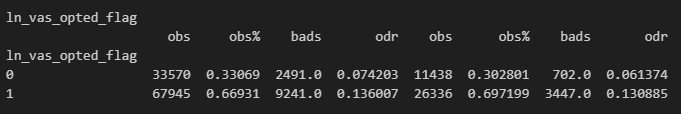 ln_vas_opted_flag
obs obs% bads odr obs obs% bads odr
ln_vas_opted_flag
0 33570 0.33069 2491.0 0.074203 11438 0.302801 702.0 0.061374
1 67945 0.66931 9241.0 0.136007 26336 0.697199 3447.0 0.130885